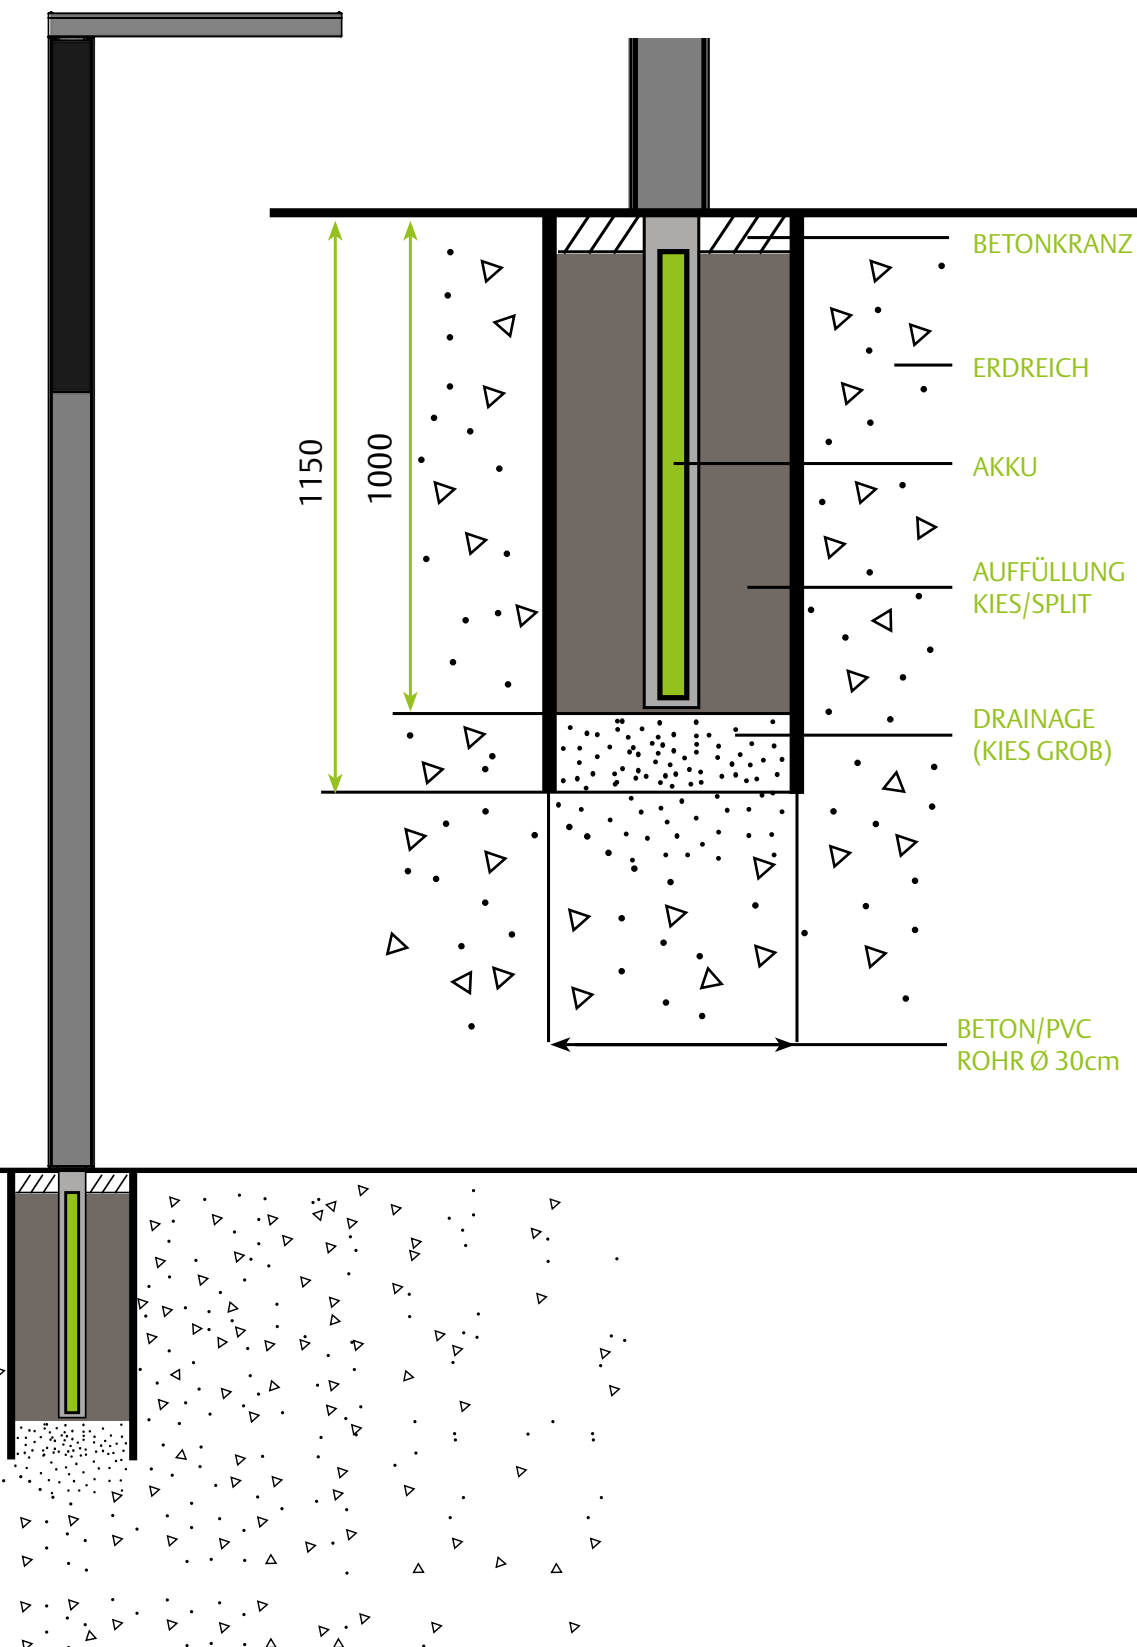 BETONKRANZ
ERDREICH
1150
1000
AKKU
AUFFÜLLUNG
KIES/SPLIT
DRAINAGE
(KIES GROB)
BETON/PVC
ROHR Ø 30cm